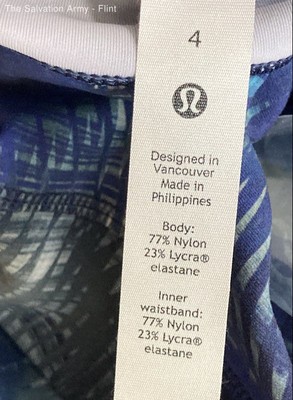 The Salvation Army - Flint
4
Designed in
Vancouver
Made in
Philippines
Body:
77% Nylon
23% Lycra®
elastane
Inner
waistband:
77% Nylon
23% Lycra®
elastane